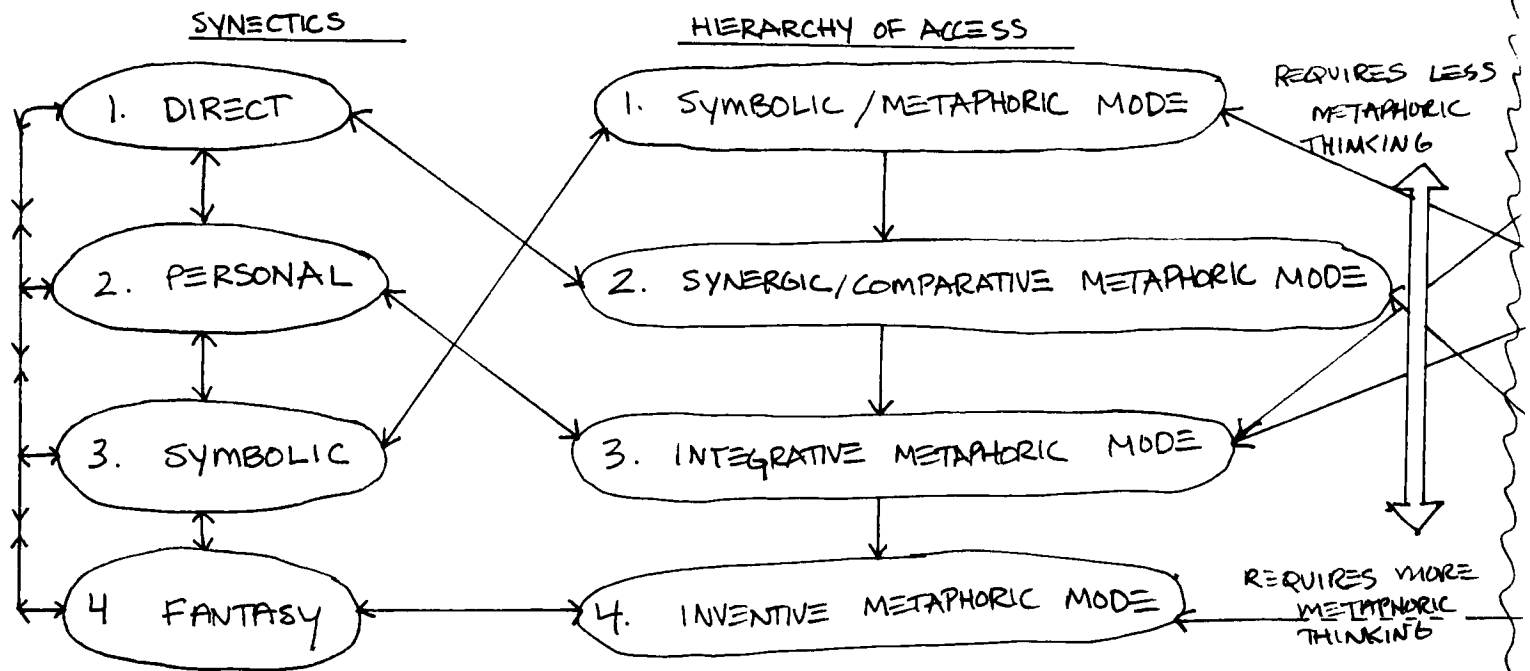 SYNECTICS
HIERARCHY OF ACCESS
1. DIRECT
2. PERSONAL
3. SYMBOLIC
4 FANTASY
1. SYMBOLIC/METAPHORIC MODE
2. SYNERGIC/COMPARATIVE METAPHORIC MODE
3. INTEGRATIVE METAPHORIC MODE
4. INVENTIVE METAPHORIC MODE
REQUIRES LESS
METAPHORIC
THINKING
REQUIRES MORE
METAPHORIC
THINKING